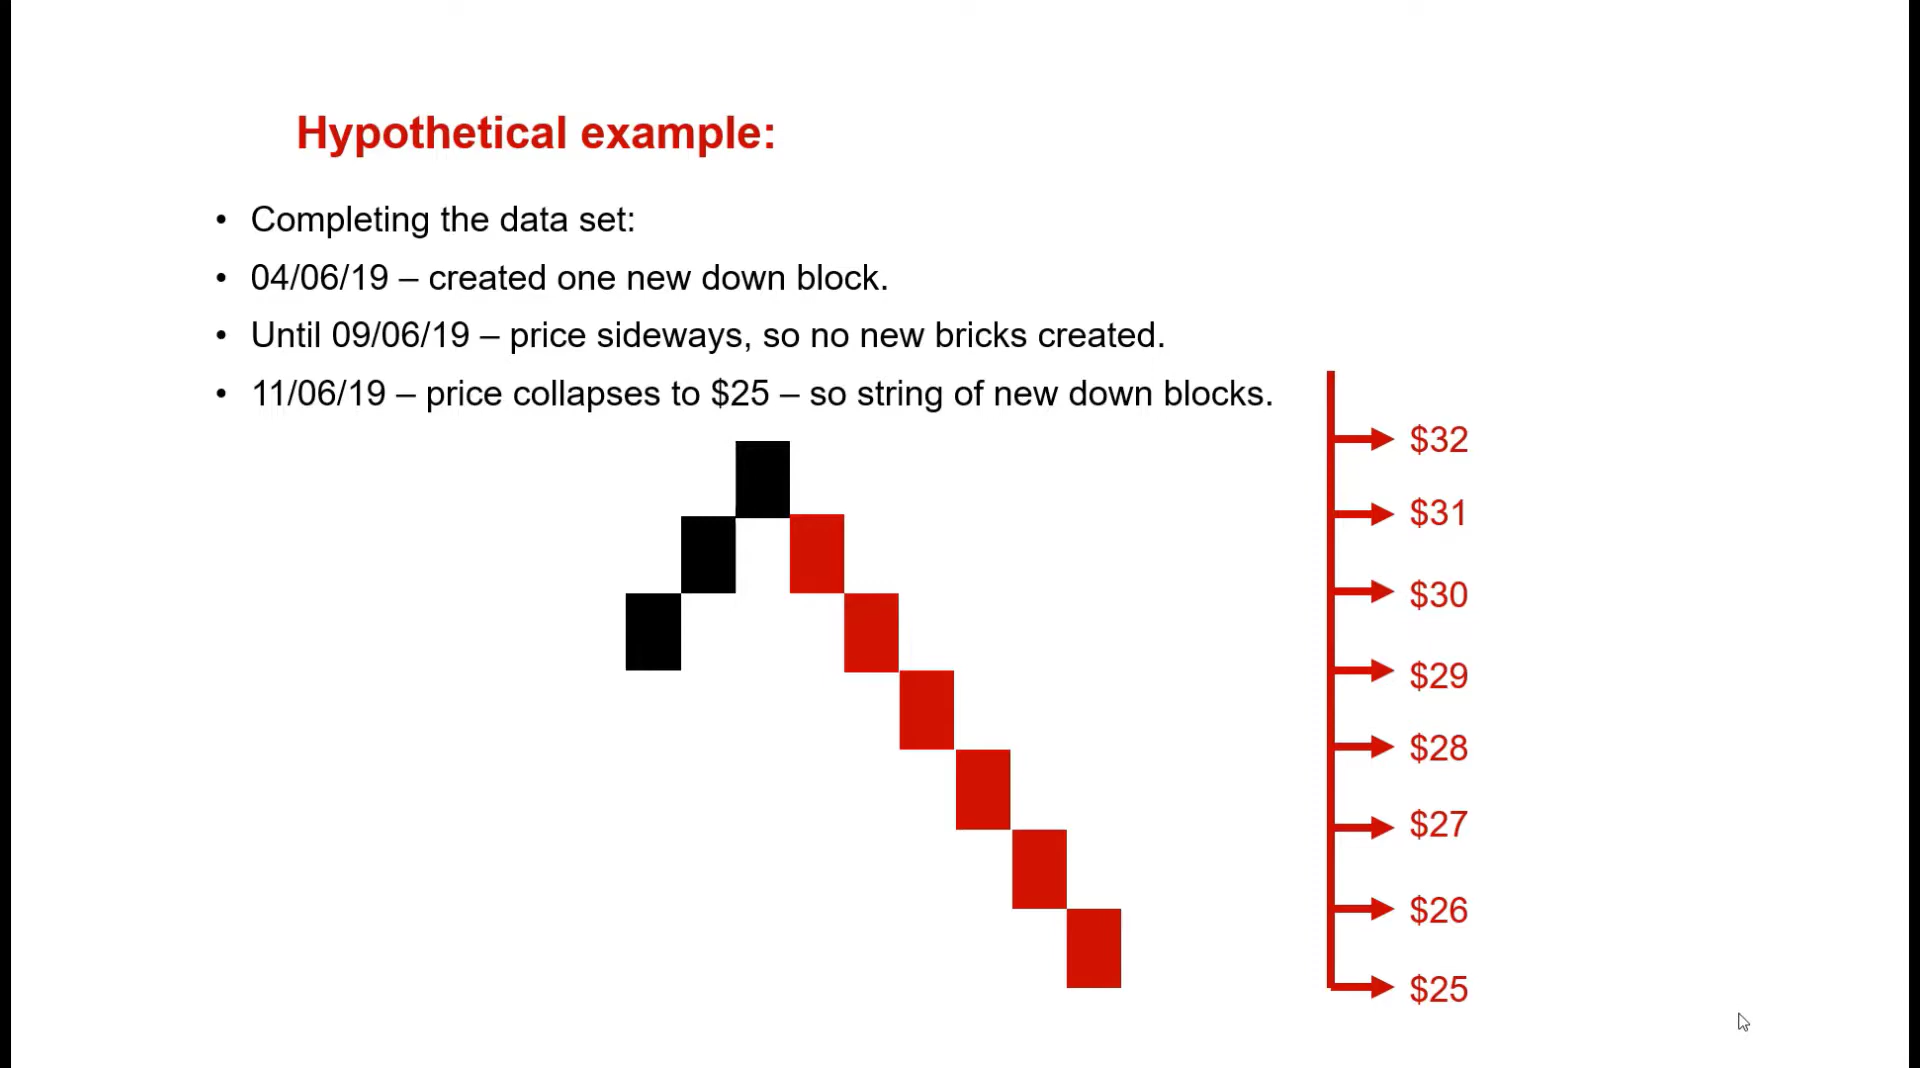 Hypothetical example:
• Completing the data set:
• 04/06/19 – created one new down block.
• Until 09/06/19 – price sideways, so no new bricks created.
• 11/06/19 – price collapses to $25 – so string of new down blocks.
$32
$31
$30
$29
$28
$27
$26
$25